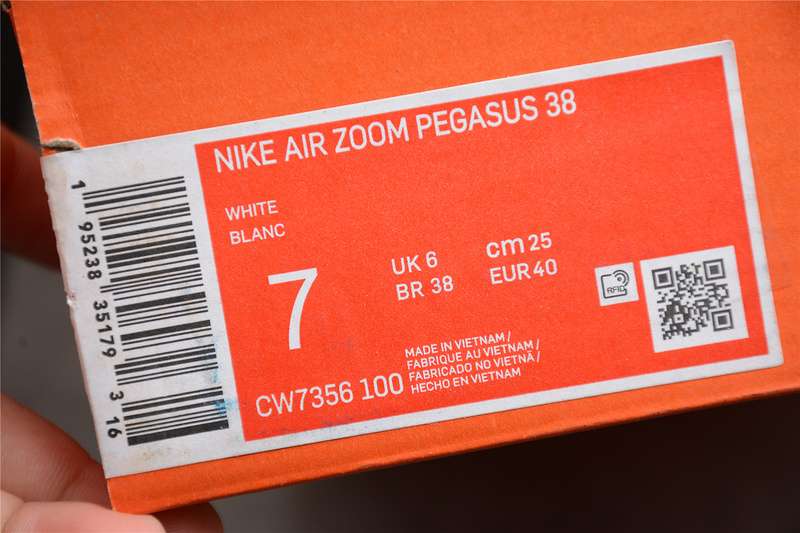 NIKE AIR ZOOM PEGASUS 38
WHITE
BLANC
7
UK 6
BR 38
cm 25
EUR 40
RFID
CW7356 100
MADE IN VIETNAM /
FABRIQUE AU VIETNAM /
FABRICADO NO VIETNÃ /
HECHO EN VIETNAM
1 95238 35179 3 16